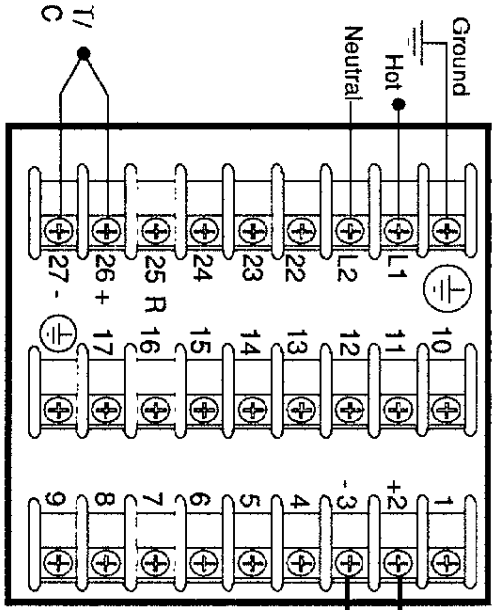 Ground 10 1
Hot L1 11 +2
Neutral L2 12 -3
22 13 4
23 14 5
24 15 6
25 R 16 7
26 + 17 8
T/
C
27 - 9